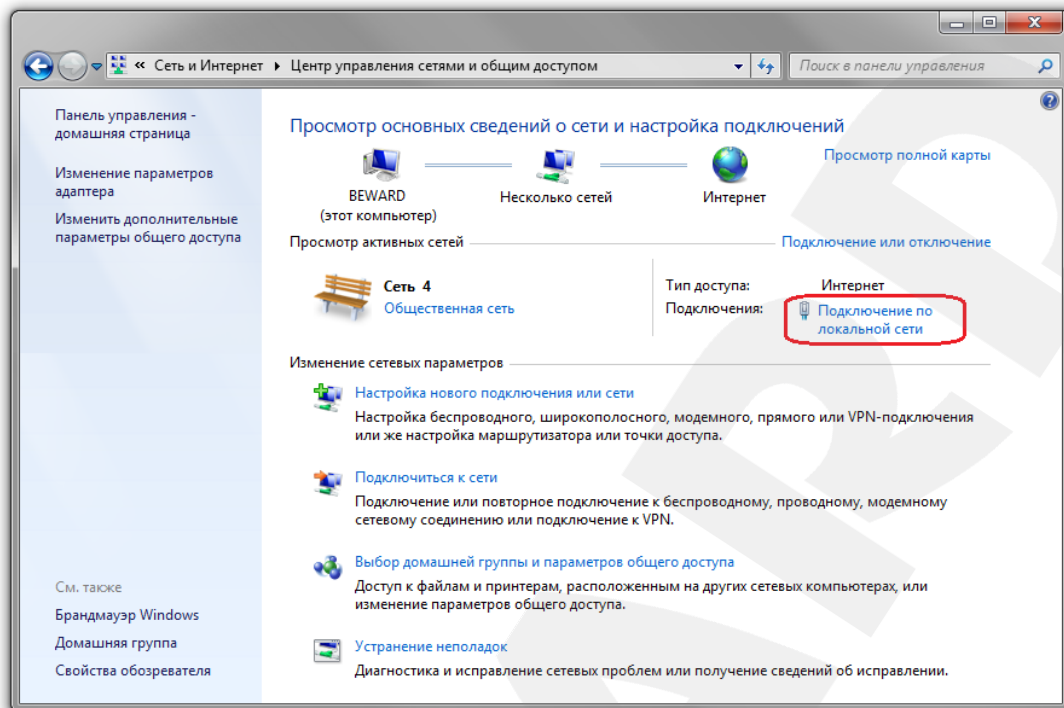 « Сеть и Интернет ▸ Центр управления сетями и общим доступом
Поиск в панели управления
Панель управления -
домашняя страница
Изменение параметров
адаптера
Изменить дополнительные
параметры общего доступа
См. также
Брандмауэр Windows
Домашняя группа
Свойства обозревателя
Просмотр основных сведений о сети и настройка подключений
Просмотр полной карты
BEWARD
(этот компьютер)
Несколько сетей
Интернет
Просмотр активных сетей
Подключение или отключение
Сеть 4
Общественная сеть
Тип доступа: Интернет
Подключения: Подключение по
локальной сети
Изменение сетевых параметров
Настройка нового подключения или сети
Настройка беспроводного, широкополосного, модемного, прямого или VPN-подключения
или же настройка маршрутизатора или точки доступа.
Подключиться к сети
Подключение или повторное подключение к беспроводному, проводному, модемному
сетевому соединению или подключение к VPN.
Выбор домашней группы и параметров общего доступа
Доступ к файлам и принтерам, расположенным на других сетевых компьютерах, или
изменение параметров общего доступа.
Устранение неполадок
Диагностика и исправление сетевых проблем или получение сведений об исправлении.
ARD